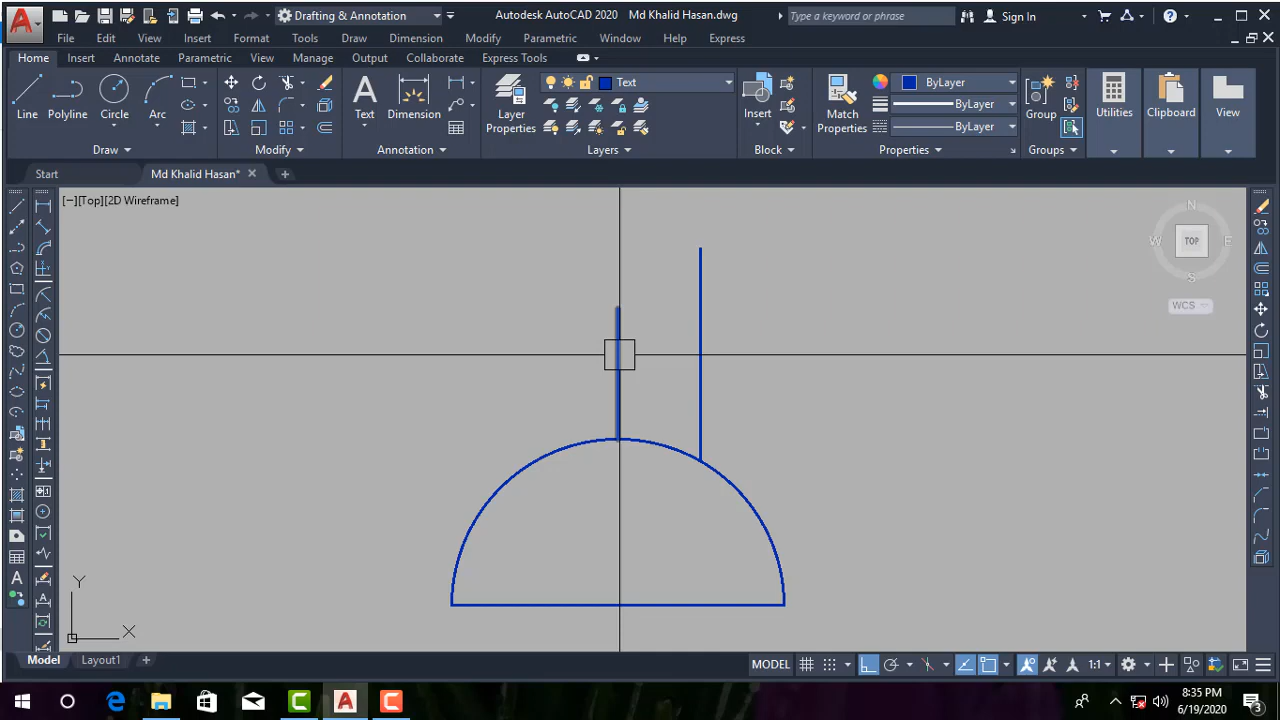 Drafting & Annotation
Autodesk AutoCAD 2020 Md Khalid Hasan.dwg
Type a keyword or phrase
Sign In
File Edit View Insert Format Tools Draw Dimension Modify Parametric Window Help Express
Home Insert Annotate Parametric View Manage Output Collaborate Express Tools
Text
ByLayer
ByLayer
ByLayer
Line Polyline Circle Arc Text Dimension Layer Properties Insert Match Properties Group Utilities Clipboard View
Draw Modify Annotation Layers Block Properties Groups
Start Md Khalid Hasan*
[−][Top][2D Wireframe]
N
W TOP E
S
WCS
Y
X
Model Layout1
MODEL 1:1
8:35 PM
6/19/2020
3